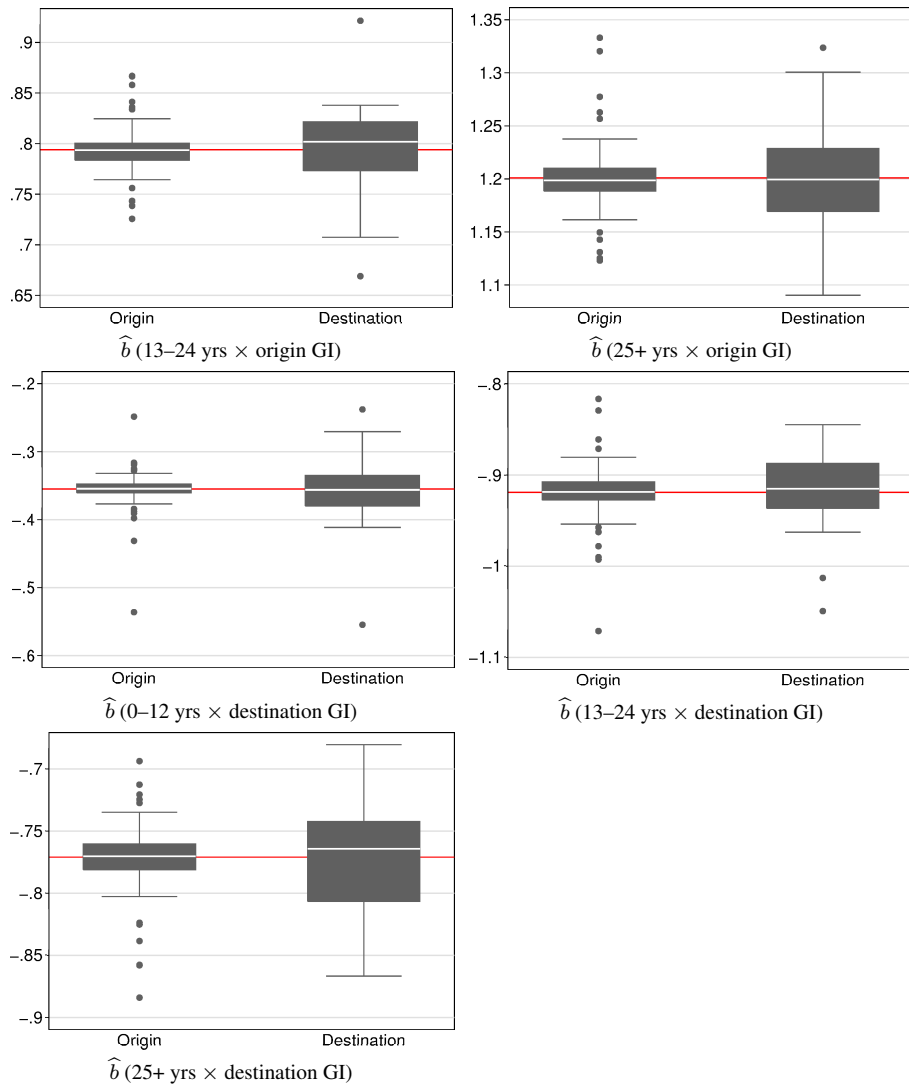 .9
.85
.8
.75
.7
.65
Origin Destination
b̂ (13–24 yrs × origin GI)
1.35
1.3
1.25
1.2
1.15
1.1
Origin Destination
b̂ (25+ yrs × origin GI)
−.2
−.3
−.4
−.5
−.6
Origin Destination
b̂ (0–12 yrs × destination GI)
−.8
−.9
−1
−1.1
Origin Destination
b̂ (13–24 yrs × destination GI)
−.7
−.75
−.8
−.85
−.9
Origin Destination
b̂ (25+ yrs × destination GI)